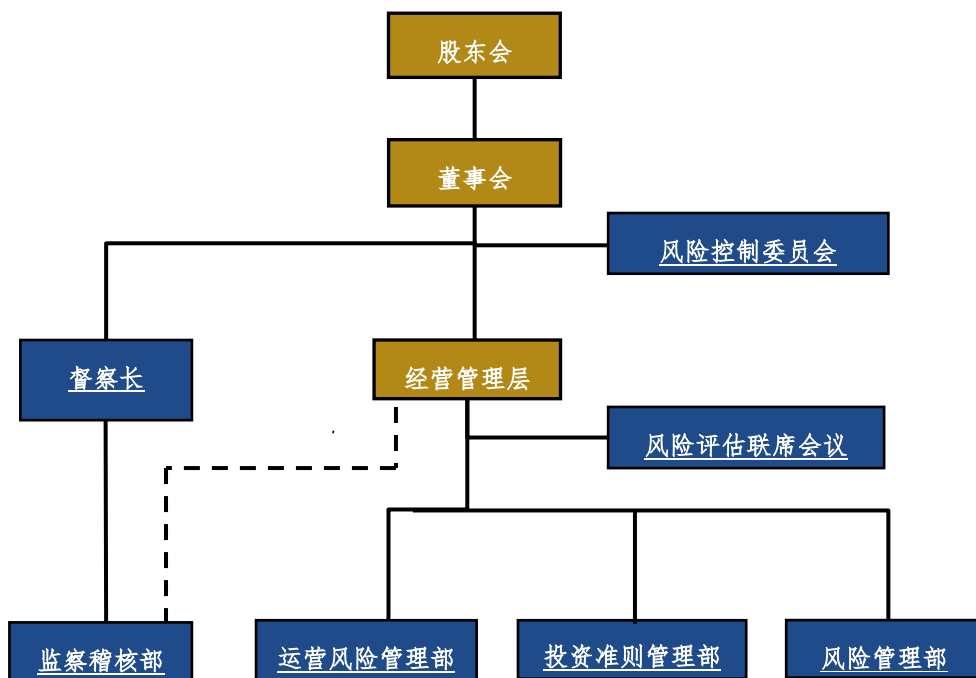 股东会
董事会
风险控制委员会
督察长
经营管理层
风险评估联席会议
监察稽核部
运营风险管理部
投资准则管理部
风险管理部